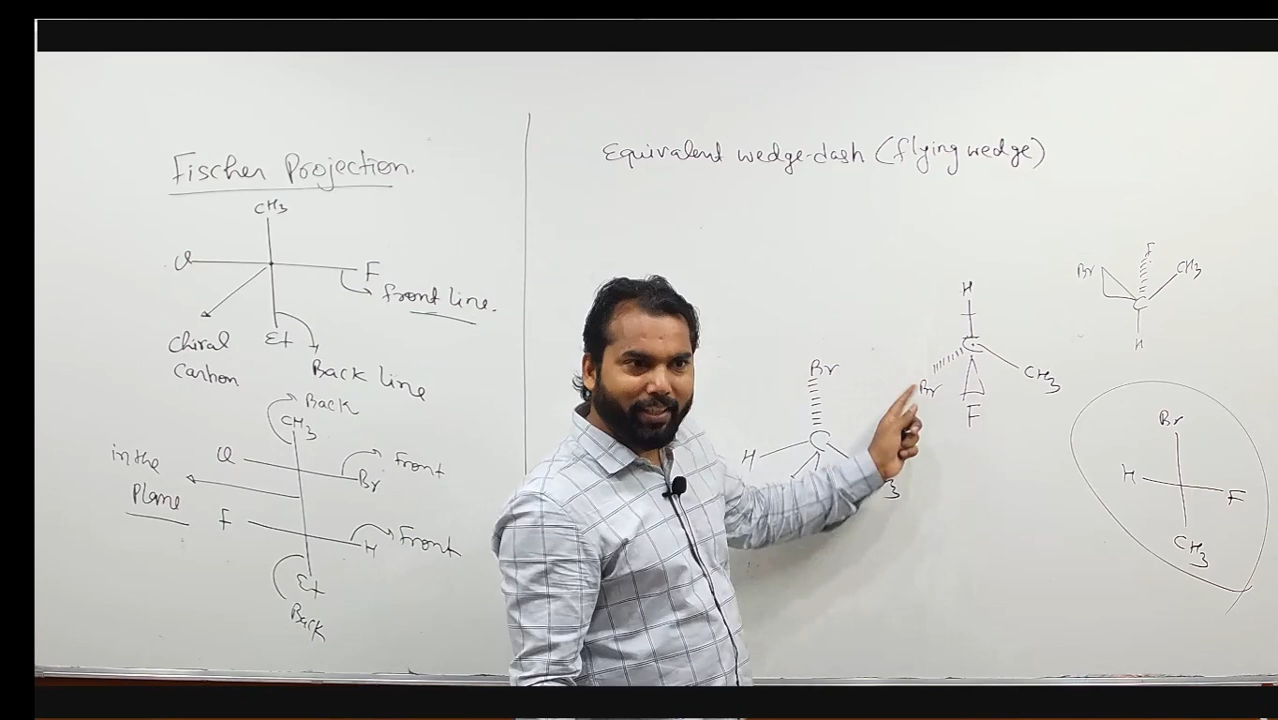 Fischer Projection.
CH3
Cl F
front line.
chiral
carbon
Et
Back line
Back
CH3
Cl
Front
Br
in the
Plane
F
H
Front
Et
Back
Equivalent wedge-dash (flying wedge)
Br
H
C
3
H
C
Br
CH3
F
F
Br
CH3
C
H
Br
H
F
CH3